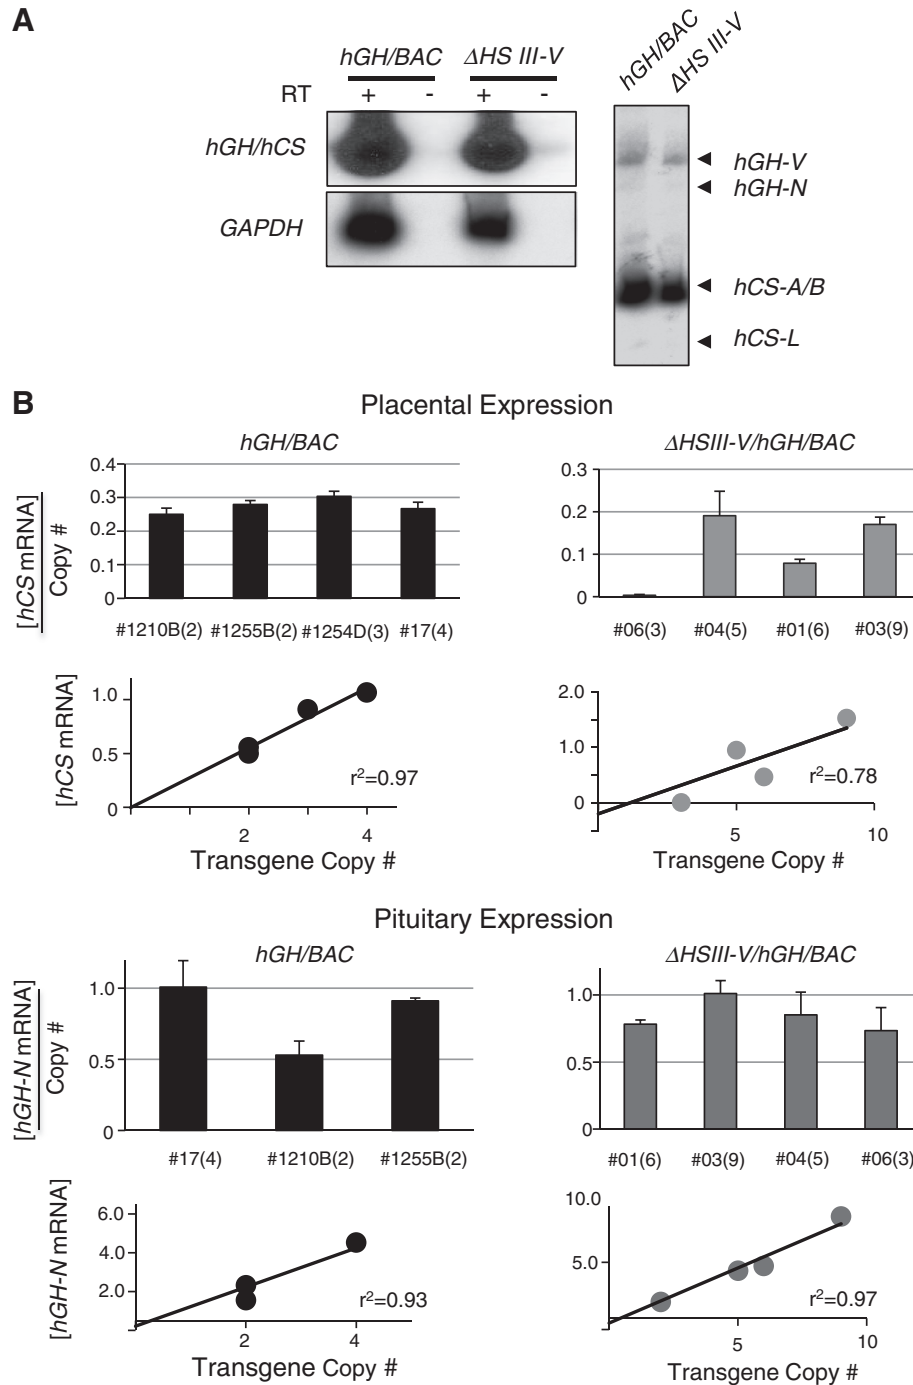 A
hGH/BAC ΔHS III-V
RT + - + -
hGH/hCS
GAPDH
hGH/BAC
ΔHS III-V
hGH-V
hGH-N
hCS-A/B
hCS-L
B
Placental Expression
hGH/BAC
[hCS mRNA]
Copy #
0.4
0.3
0.2
0.1
0
#1210B(2) #1255B(2) #1254D(3) #17(4)
ΔHSIII-V/hGH/BAC
0.3
0.2
0.1
0
#06(3) #04(5) #01(6) #03(9)
[hCS mRNA]
1.0
0.5
0
r²=0.97
2 4
Transgene Copy #
2.0
1.0
0
r²=0.78
5 10
Transgene Copy #
Pituitary Expression
hGH/BAC
[hGH-N mRNA]
Copy #
1.0
0.5
0
#17(4) #1210B(2) #1255B(2)
ΔHSIII-V/hGH/BAC
1.0
0.5
0
#01(6) #03(9) #04(5) #06(3)
[hGH-N mRNA]
6.0
4.0
2.0
r²=0.93
2 4
Transgene Copy #
10.0
5.0
r²=0.97
5 10
Transgene Copy #